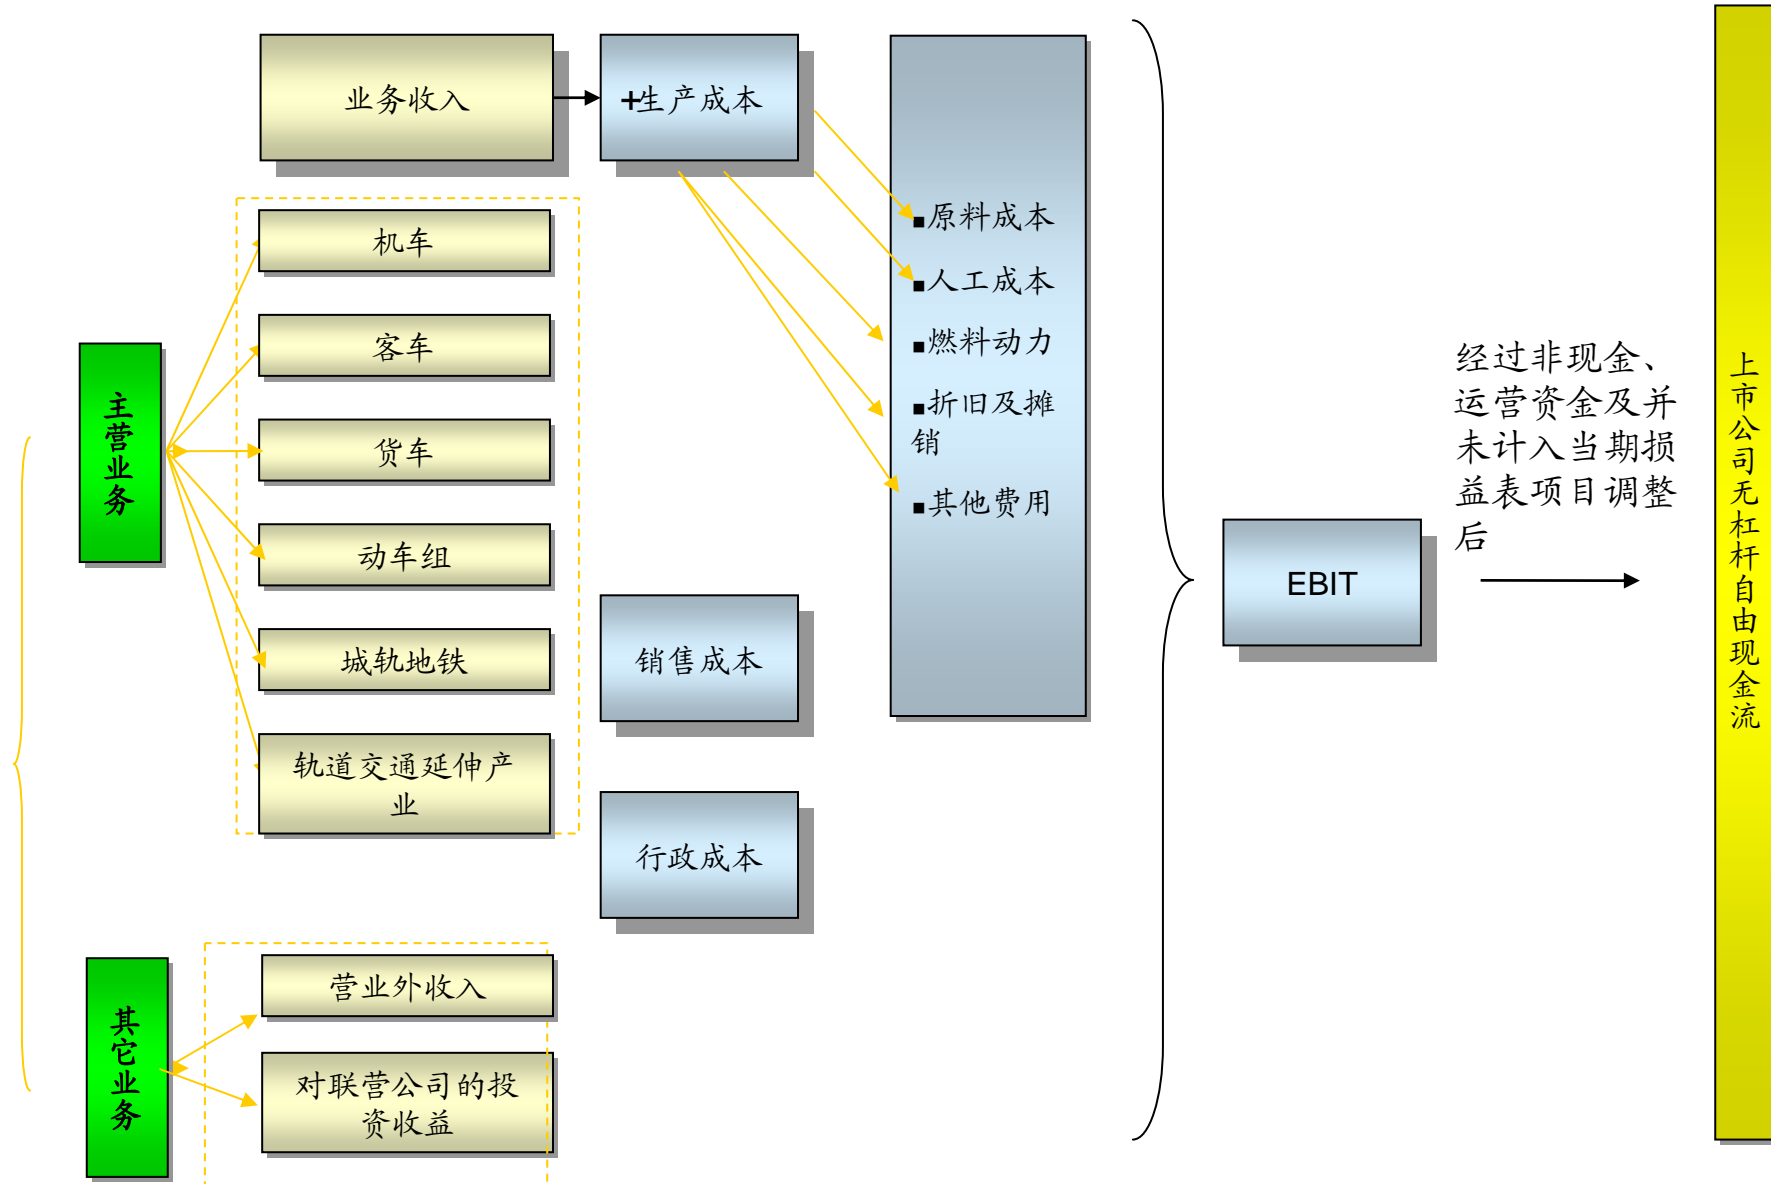 业务收入
+生产成本
■原料成本
■人工成本
■燃料动力
■折旧及摊
销
■其他费用
主营业务
机车
客车
货车
动车组
城轨地铁
轨道交通延伸产
业
销售成本
行政成本
其它业务
营业外收入
对联营公司的投
资收益
EBIT
经过非现金、
运营资金及并
未计入当期损
益表项目调整
后
上市公司无杠杆自由现金流